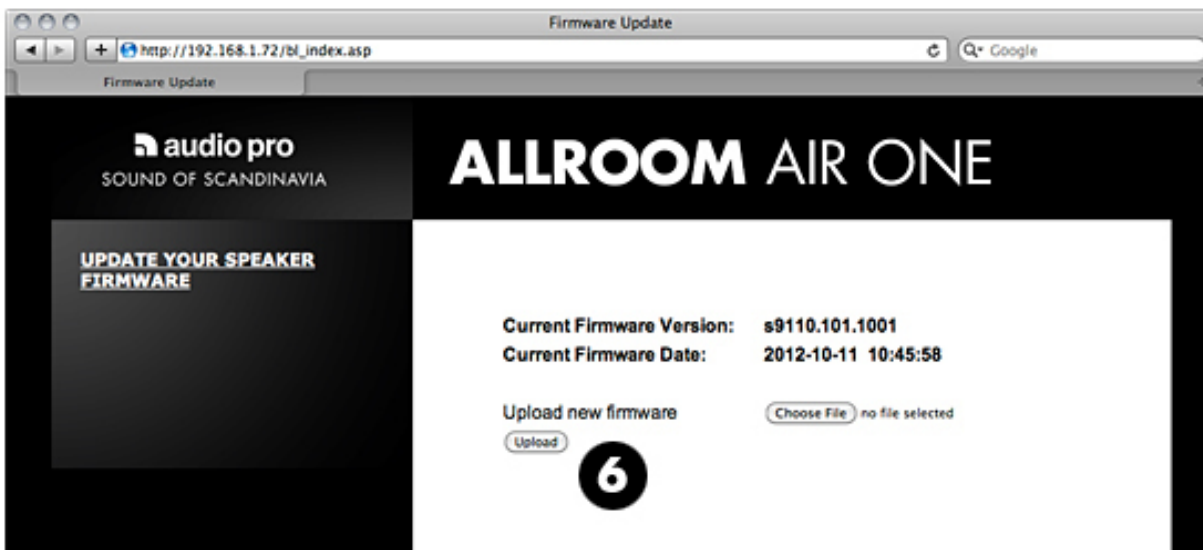 Firmware Update
http://192.168.1.72/bl_index.asp
Google
Firmware Update
audio pro
SOUND OF SCANDINAVIA
ALLROOM AIR ONE
UPDATE YOUR SPEAKER
FIRMWARE
Current Firmware Version: s9110.101.1001
Current Firmware Date: 2012-10-11 10:45:58
Upload new firmware Choose File no file selected
Upload
6